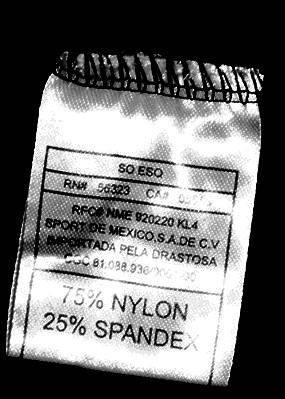 SO ESO
RN# 56323 CA#
RFC# NME 920220 KL4
SPORT DE MEXICO,S.A.DE C.V
IMPORTADA PELA DRASTOSA
75% NYLON
25% SPANDEX